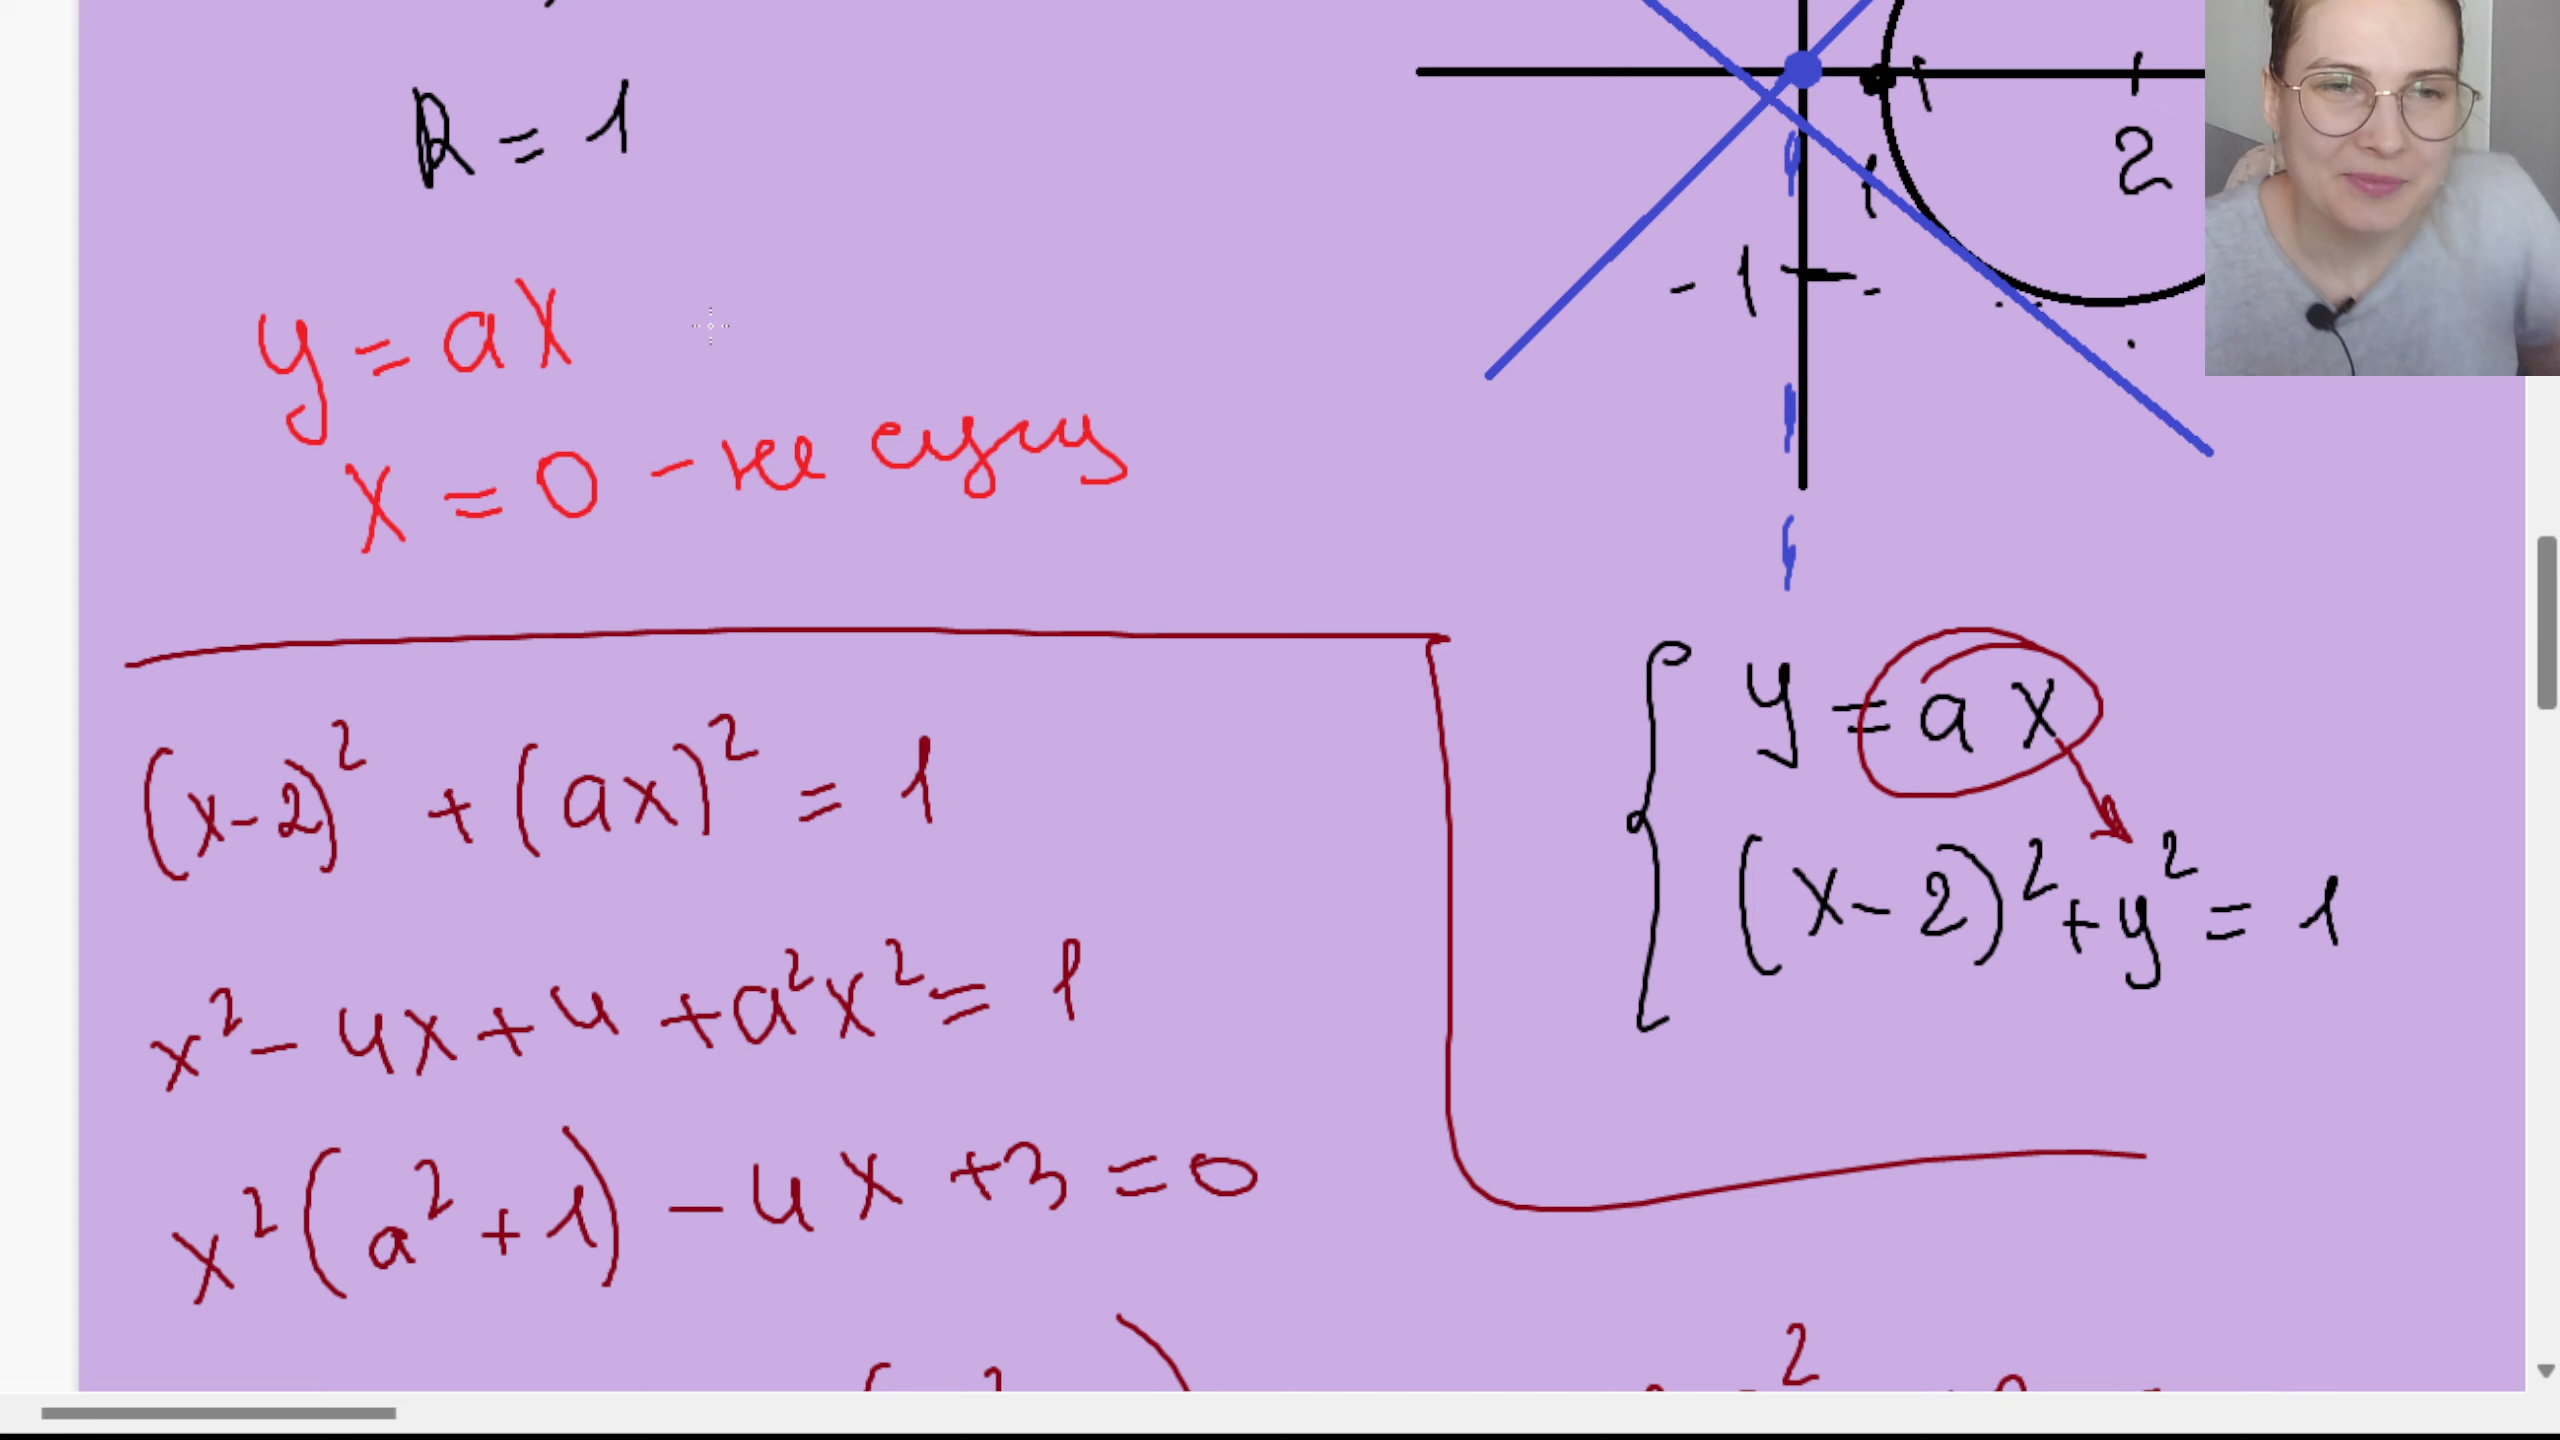 R = 1
y = ax
x = 0 - не сущ
-1
1
2
(x-2)² + (ax)² = 1
x² - 4x + 4 + a²x² = 1
x²(a² + 1) - 4x + 3 = 0
y = ax
(x-2)² + y² = 1